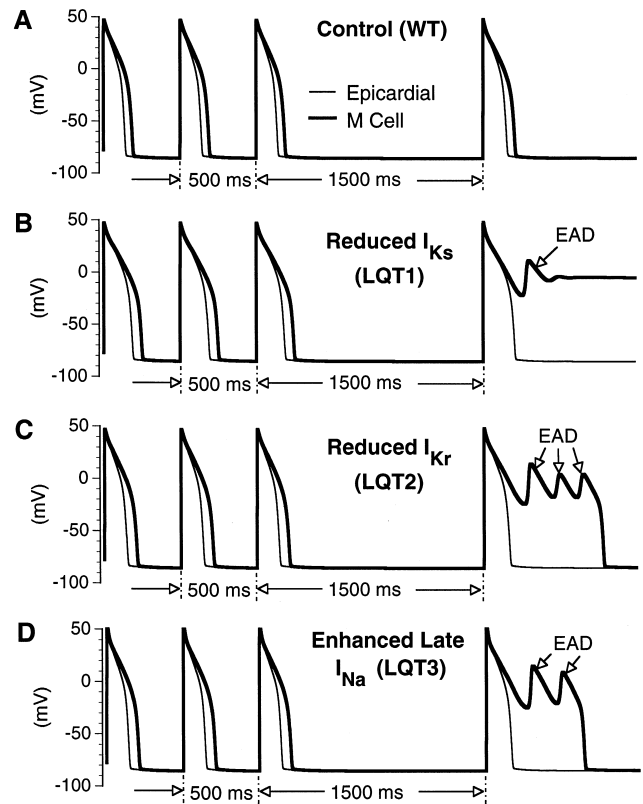 A
50
0
-50
-100
(mV)
Control (WT)
Epicardial
M Cell
500 ms
1500 ms
B
50
0
-50
-100
(mV)
Reduced IKs
(LQT1)
EAD
500 ms
1500 ms
C
50
0
-50
-100
(mV)
Reduced IKr
(LQT2)
EAD
500 ms
1500 ms
D
50
0
-50
-100
(mV)
Enhanced Late
INa (LQT3)
EAD
500 ms
1500 ms